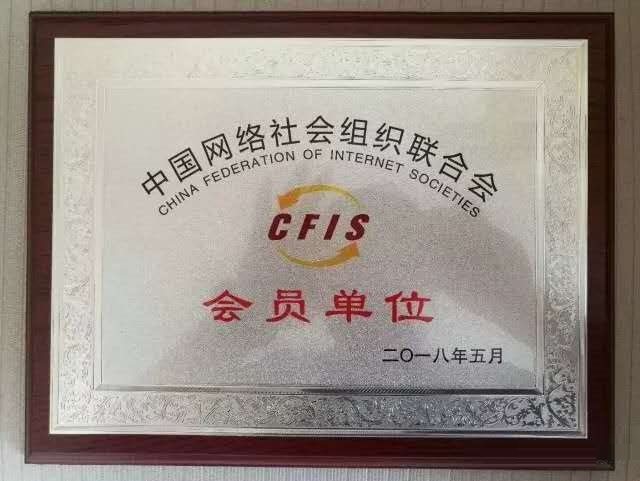 中国网络社会组织联合会
CHINA FEDERATION OF INTERNET SOCIETIES
CFIS
会员单位
二〇一八年五月